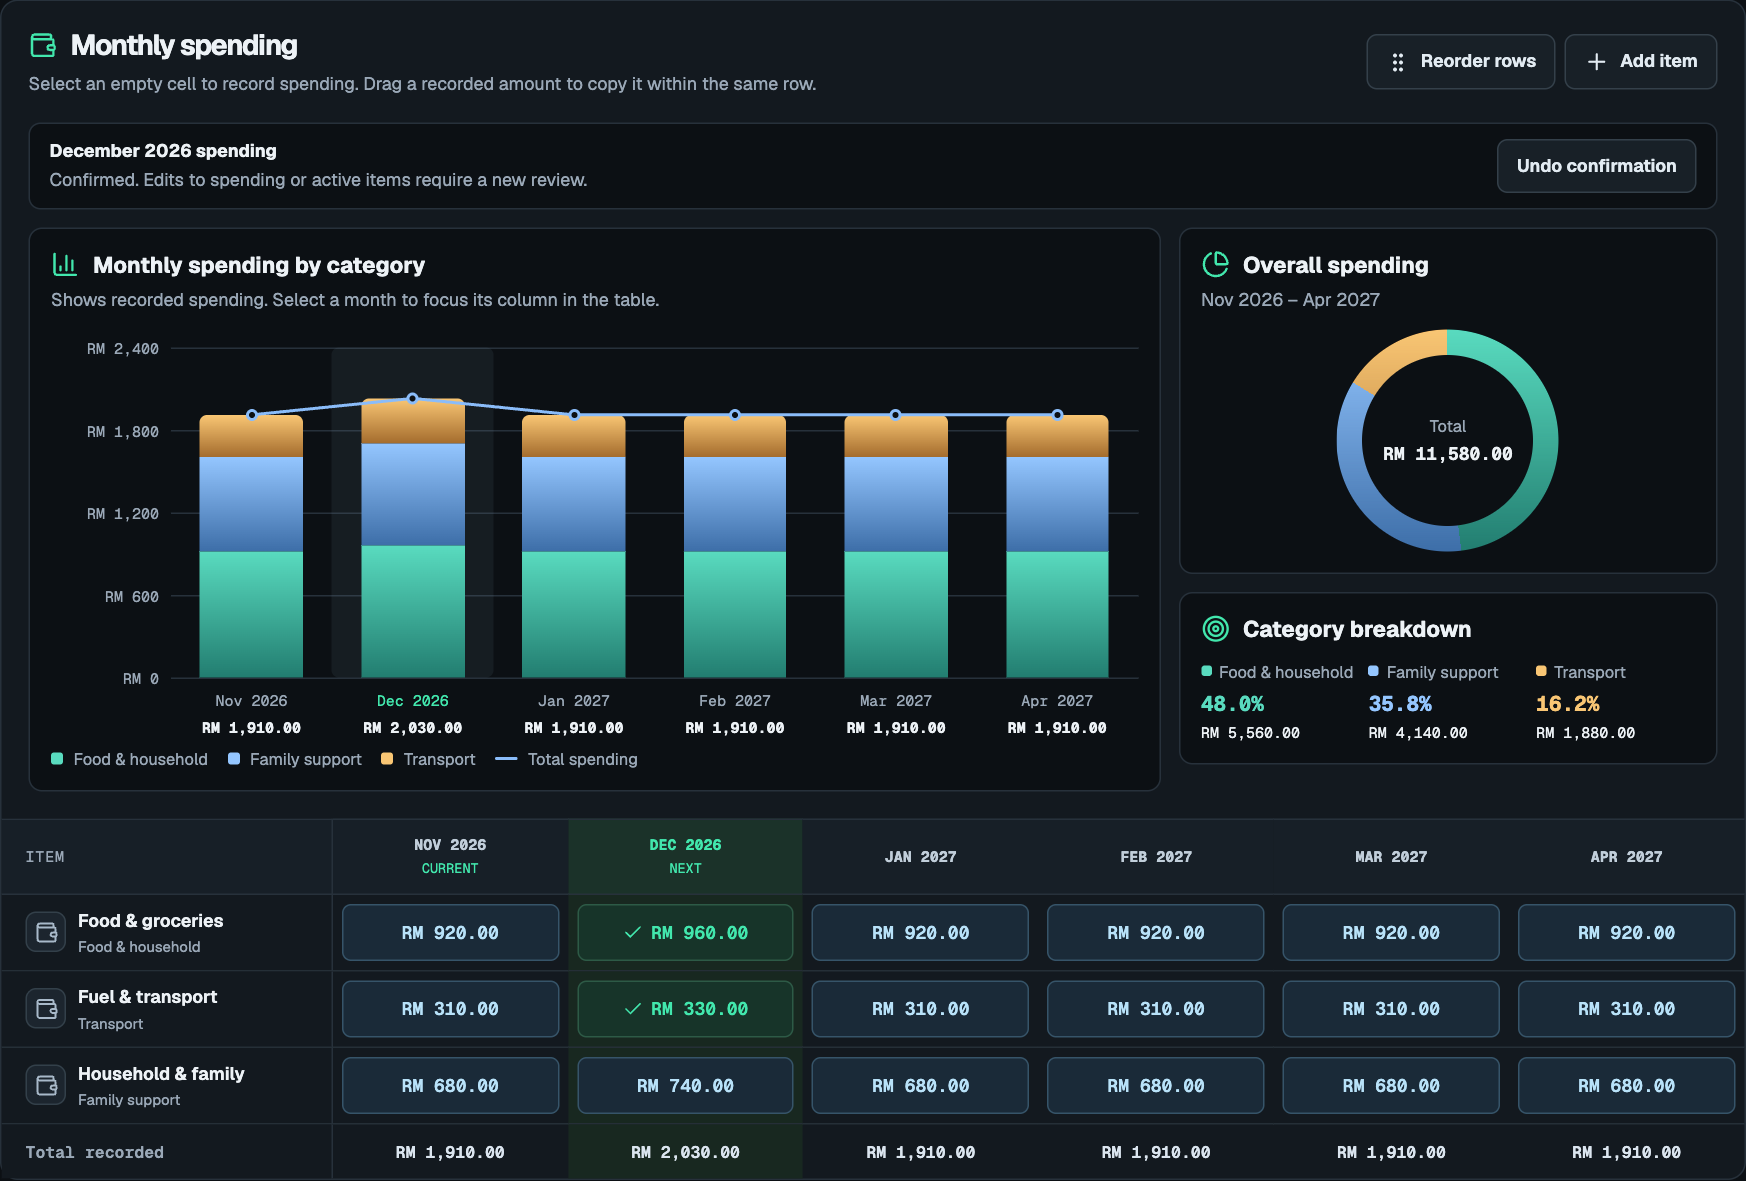 Monthly spending
Select an empty cell to record spending. Drag a recorded amount to copy it within the same row.
Reorder rows
Add item
December 2026 spending
Confirmed. Edits to spending or active items require a new review.
Undo confirmation
Monthly spending by category
Shows recorded spending. Select a month to focus its column in the table.
RM 2,400
RM 1,800
RM 1,200
RM 600
RM 0
Nov 2026 Dec 2026 Jan 2027 Feb 2027 Mar 2027 Apr 2027
RM 1,910.00 RM 2,030.00 RM 1,910.00 RM 1,910.00 RM 1,910.00 RM 1,910.00
Food & household Family support Transport Total spending
Overall spending
Nov 2026 – Apr 2027
Total
RM 11,580.00
Category breakdown
Food & household Family support Transport
48.0% 35.8% 16.2%
RM 5,560.00 RM 4,140.00 RM 1,880.00
ITEM NOV 2026 DEC 2026 JAN 2027 FEB 2027 MAR 2027 APR 2027
CURRENT NEXT
Food & groceries
Food & household
RM 920.00 RM 960.00 RM 920.00 RM 920.00 RM 920.00 RM 920.00
Fuel & transport
Transport
RM 310.00 RM 330.00 RM 310.00 RM 310.00 RM 310.00 RM 310.00
Household & family
Family support
RM 680.00 RM 740.00 RM 680.00 RM 680.00 RM 680.00 RM 680.00
Total recorded RM 1,910.00 RM 2,030.00 RM 1,910.00 RM 1,910.00 RM 1,910.00 RM 1,910.00